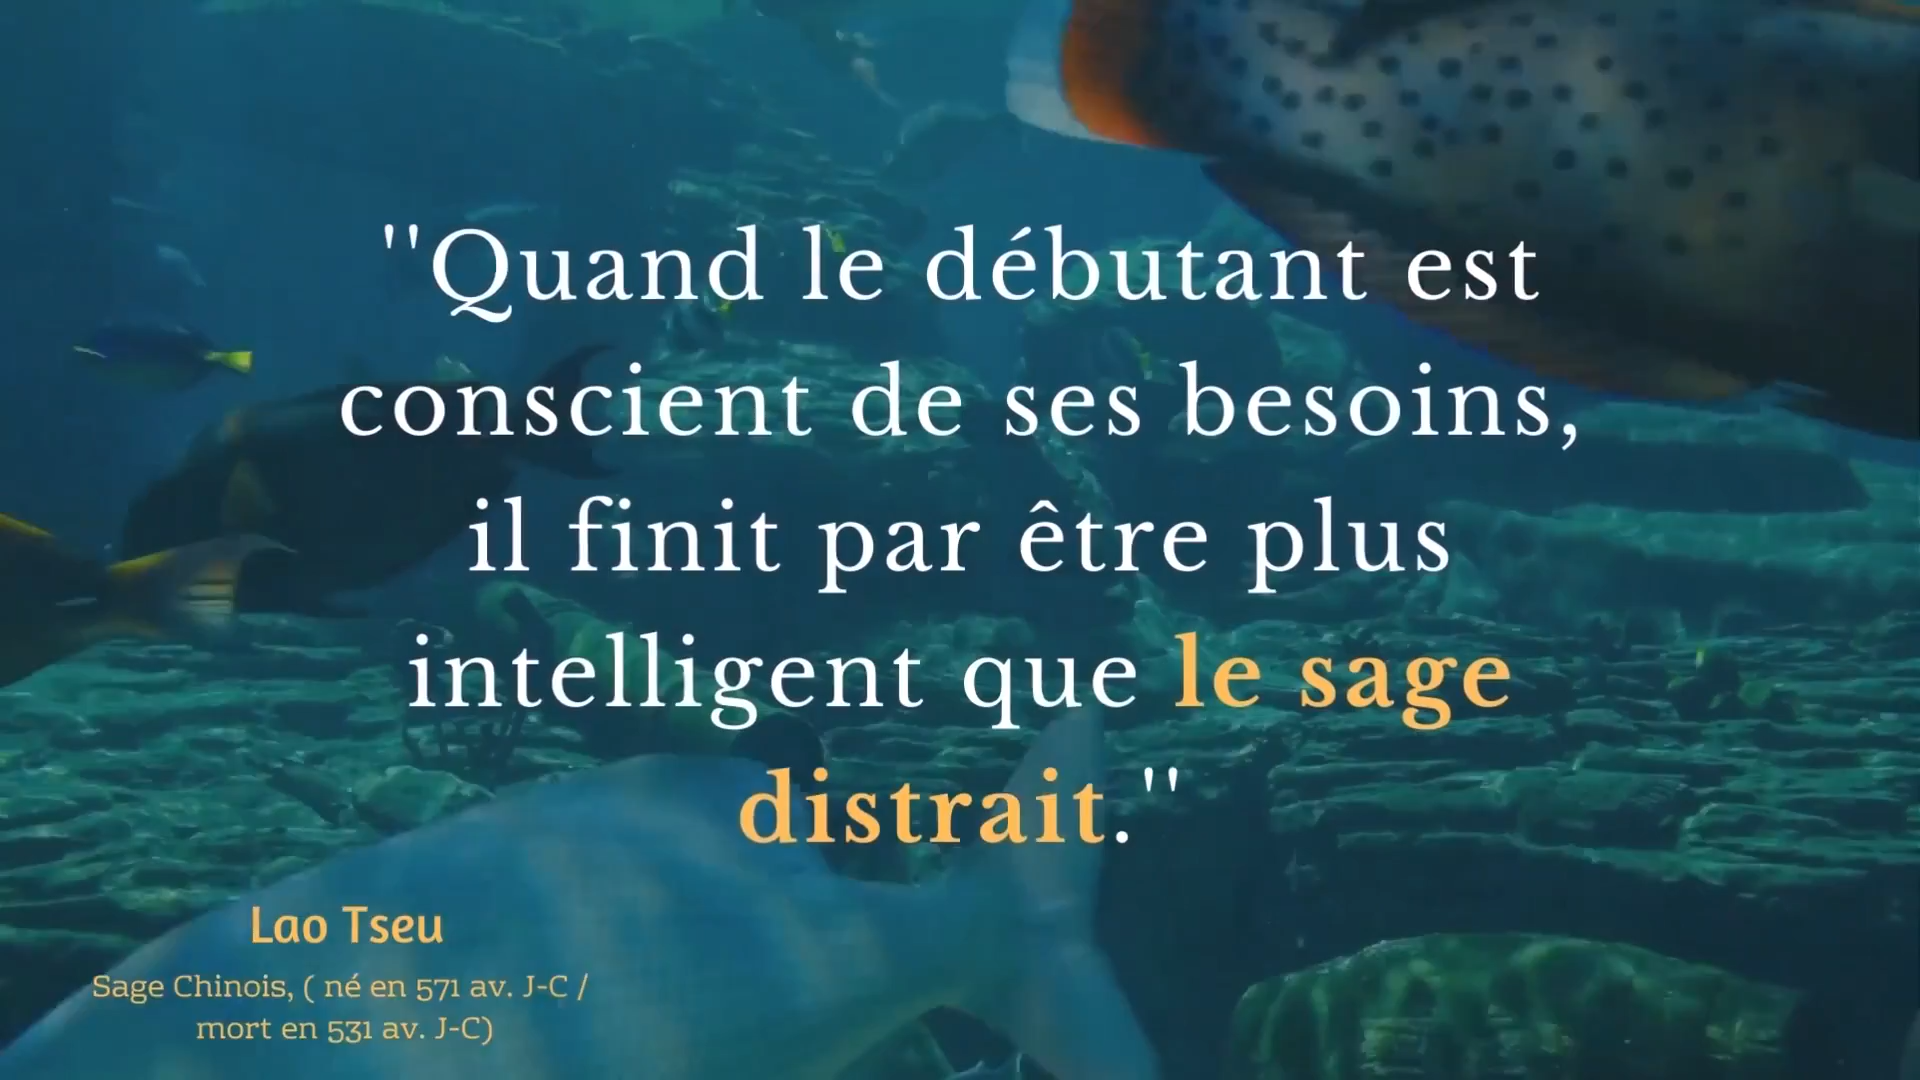 "Quand le débutant est
conscient de ses besoins,
il finit par être plus
intelligent que le sage
distrait."
Lao Tseu
Sage Chinois, ( né en 571 av. J-C /
mort en 531 av. J-C)